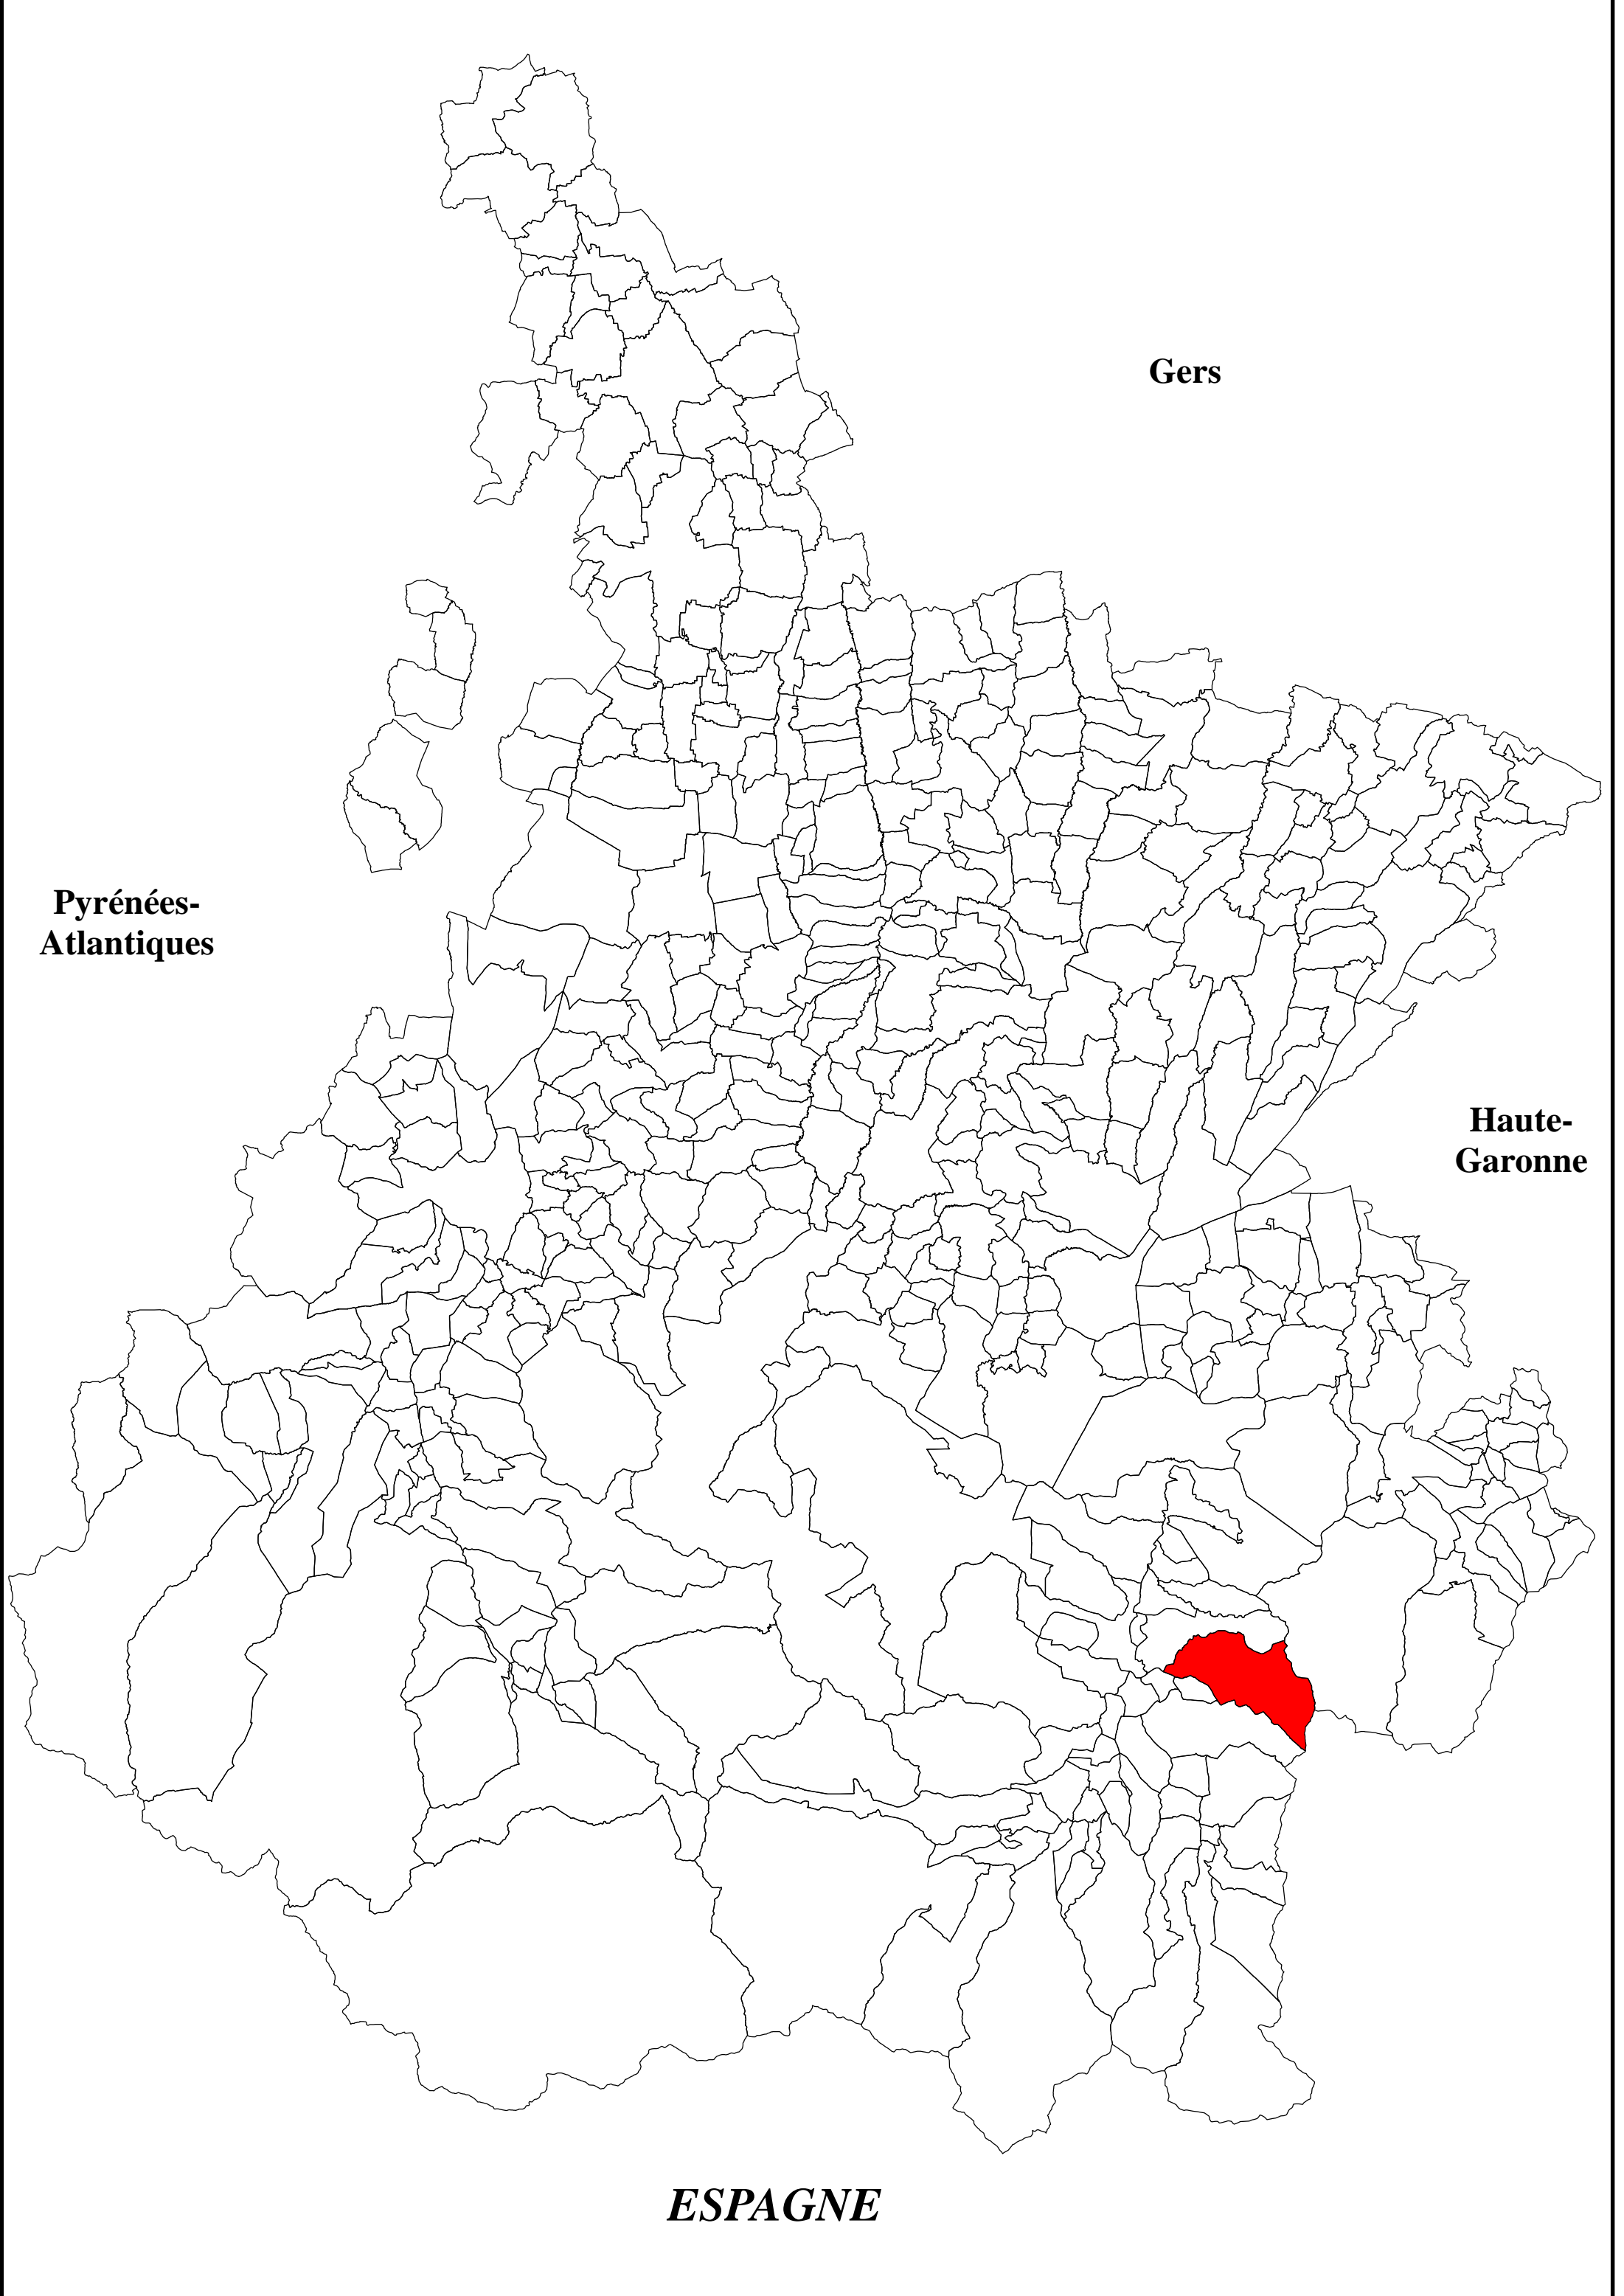 Gers
Pyrénées-
Atlantiques
Haute-
Garonne
ESPAGNE